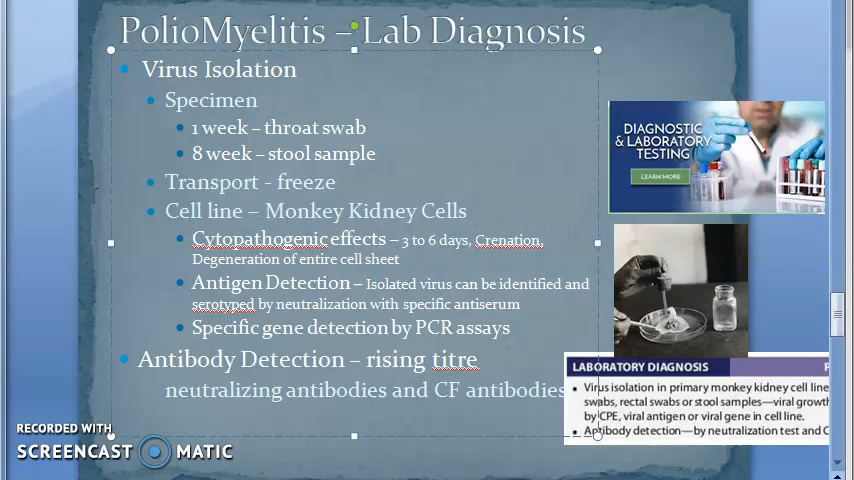 PolioMyelitis – Lab Diagnosis
Virus Isolation
Specimen
1 week – throat swab
8 week – stool sample
Transport - freeze
Cell line – Monkey Kidney Cells
Cytopathogenic effects – 3 to 6 days, Crenation,
Degeneration of entire cell sheet
Antigen Detection – Isolated virus can be identified and
serotyped by neutralization with specific antiserum
Specific gene detection by PCR assays
Antibody Detection – rising titre
neutralizing antibodies and CF antibodies
DIAGNOSTIC
& LABORATORY
TESTING
LEARN MORE
LABORATORY DIAGNOSIS
Virus isolation in primary monkey kidney cell line
swabs, rectal swabs or stool samples—viral growth
by CPE, viral antigen or viral gene in cell line.
Antibody detection—by neutralization test and C
RECORDED WITH
SCREENCAST MATIC